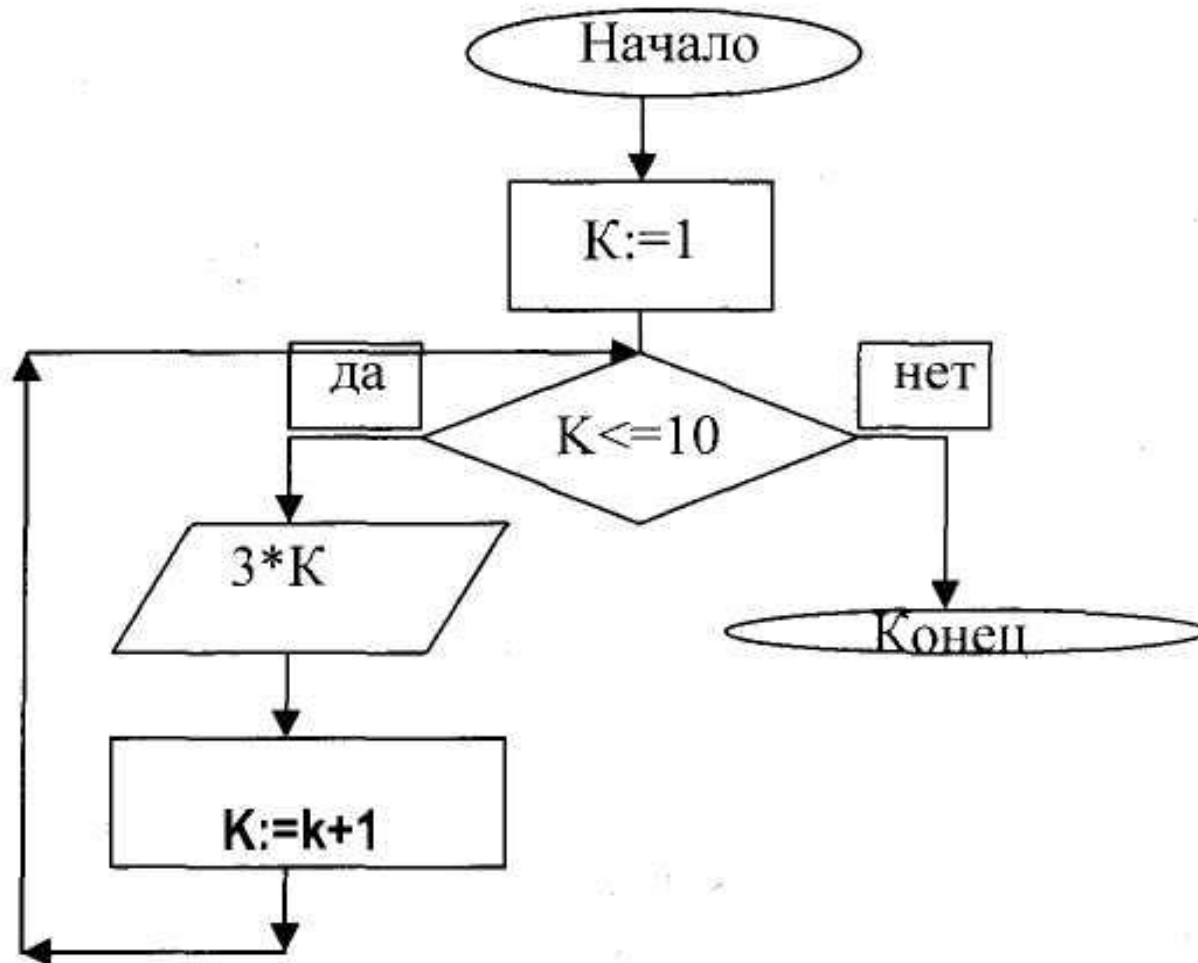 Начало
К:=1
да
нет
К<=10
3*К
Конец
K:=k+1